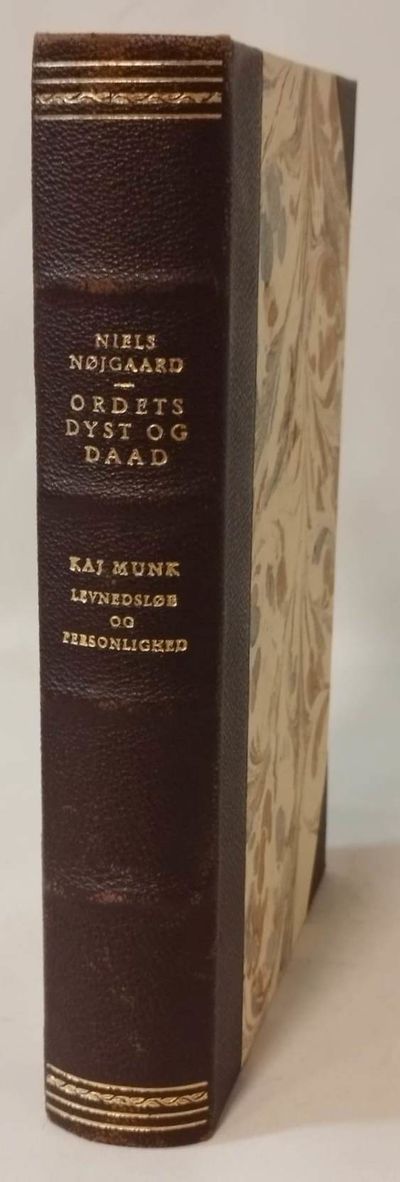 NIELS
NØJGAARD
ORDETS
DYST OG
DAAD
KAJ MUNK
LEVNEDSLØB
OG
PERSONLIGHED